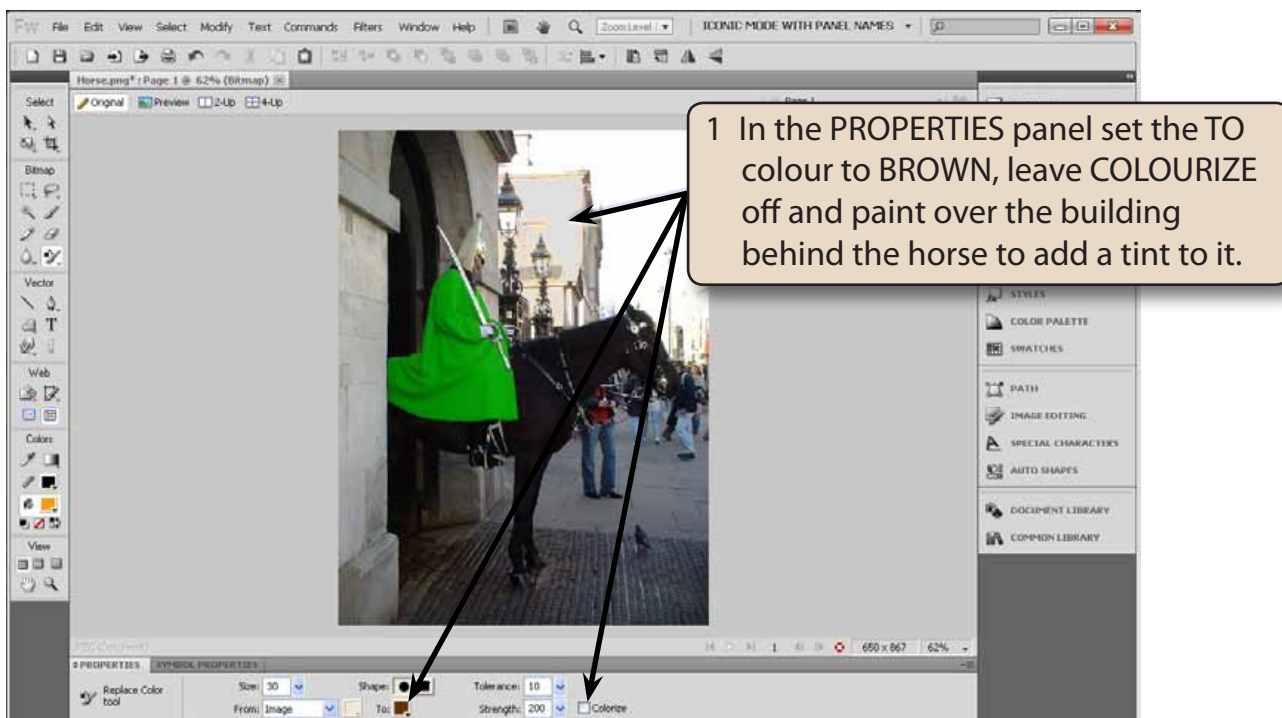 Fw File Edit View Select Modify Text Commands Filters Window Help Zoom Level ICONIC MODE WITH PANEL NAMES
Horse.png* : Page 1 @ 62% (Bitmap)
Original Preview 2-Up 4-Up
Page 1
1 In the PROPERTIES panel set the TO
colour to BROWN, leave COLOURIZE
off and paint over the building
behind the horse to add a tint to it.
Select
Bitmap
Vector
Web
Colors
View
STYLES
COLOR PALETTE
SWATCHES
PATH
IMAGE EDITING
SPECIAL CHARACTERS
AUTO SHAPES
DOCUMENT LIBRARY
COMMON LIBRARY
1 650 x 867 62%
PROPERTIES SYMBOL PROPERTIES
Replace Color
tool
Size: 30 Shape: Tolerance: 10
From: Image To: Strength: 200 Colorize